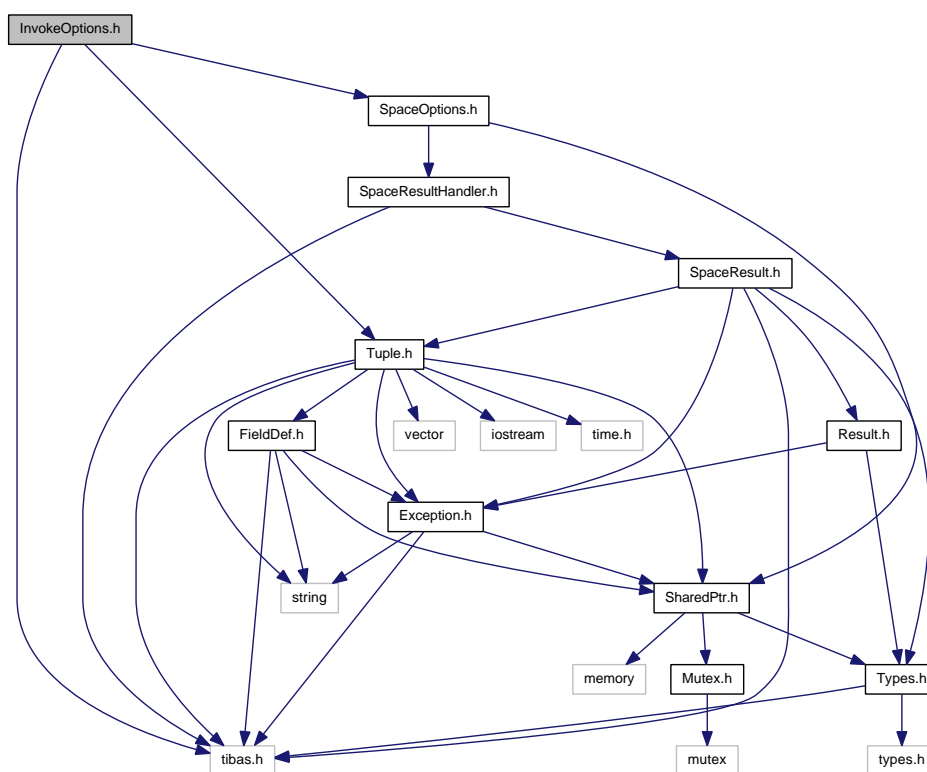 InvokeOptions.h
SpaceOptions.h
SpaceResultHandler.h
SpaceResult.h
Tuple.h
FieldDef.h
vector
iostream
time.h
Result.h
Exception.h
string
SharedPtr.h
memory
Mutex.h
Types.h
tibas.h
mutex
types.h